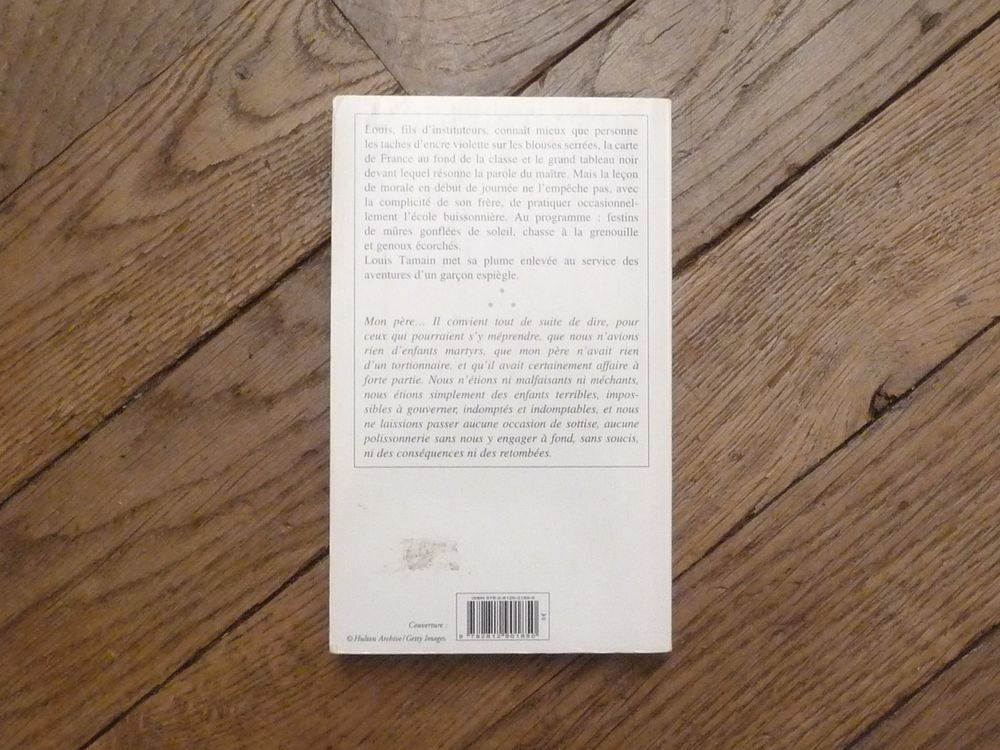 Louis, fils d'instituteurs, connaît mieux que personne
les taches d'encre violette sur les blouses serrées, la carte
de France au fond de la classe et le grand tableau noir
devant lequel résonne la parole du maître. Mais la leçon
de morale en début de journée ne l'empêche pas, avec
la complicité de son frère, de pratiquer occasionnel-
lement l'école buissonnière. Au programme : festins
de mûres gonflées de soleil, chasse à la grenouille
et genoux écorchés.
Louis Tamain met sa plume enlevée au service des
aventures d'un garçon espiègle.
Mon père… Il convient tout de suite de dire, pour
ceux qui pourraient s'y méprendre, que nous n'avions
rien d'enfants martyrs, que mon père n'avait rien
d'un tortionnaire, et qu'il avait certainement affaire à
forte partie. Nous n'étions ni malfaisants ni méchants,
nous étions simplement des enfants terribles, impos-
sibles à gouverner, indomptés et indomptables, et nous
ne laissions passer aucune occasion de sottise, aucune
polissonnerie sans nous y engager à fond, sans soucis,
ni des conséquences ni des retombées.
Couverture :
© Hulton Archive / Getty Images
ISBN